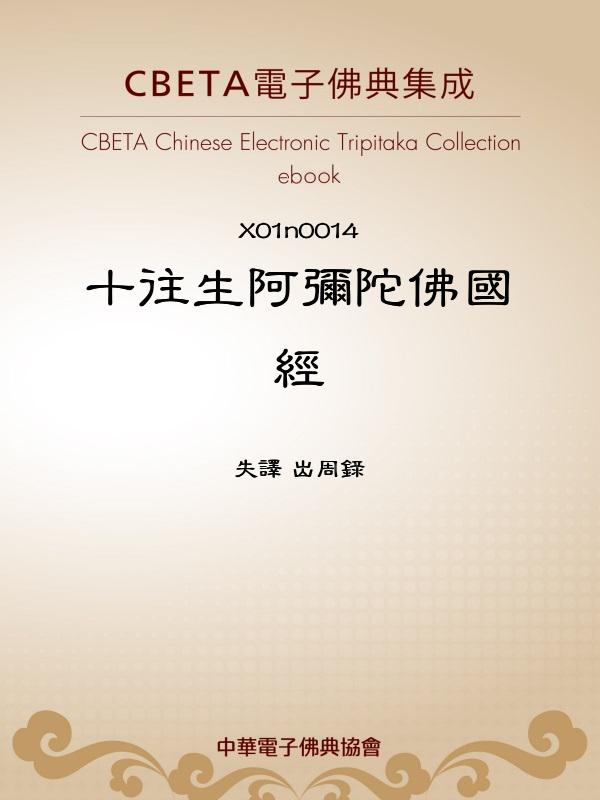 CBETA電子佛典集成
CBETA Chinese Electronic Tripitaka Collection
ebook
X01n0014
十往生阿彌陀佛國
經
失譯 出周錄
中華電子佛典協會